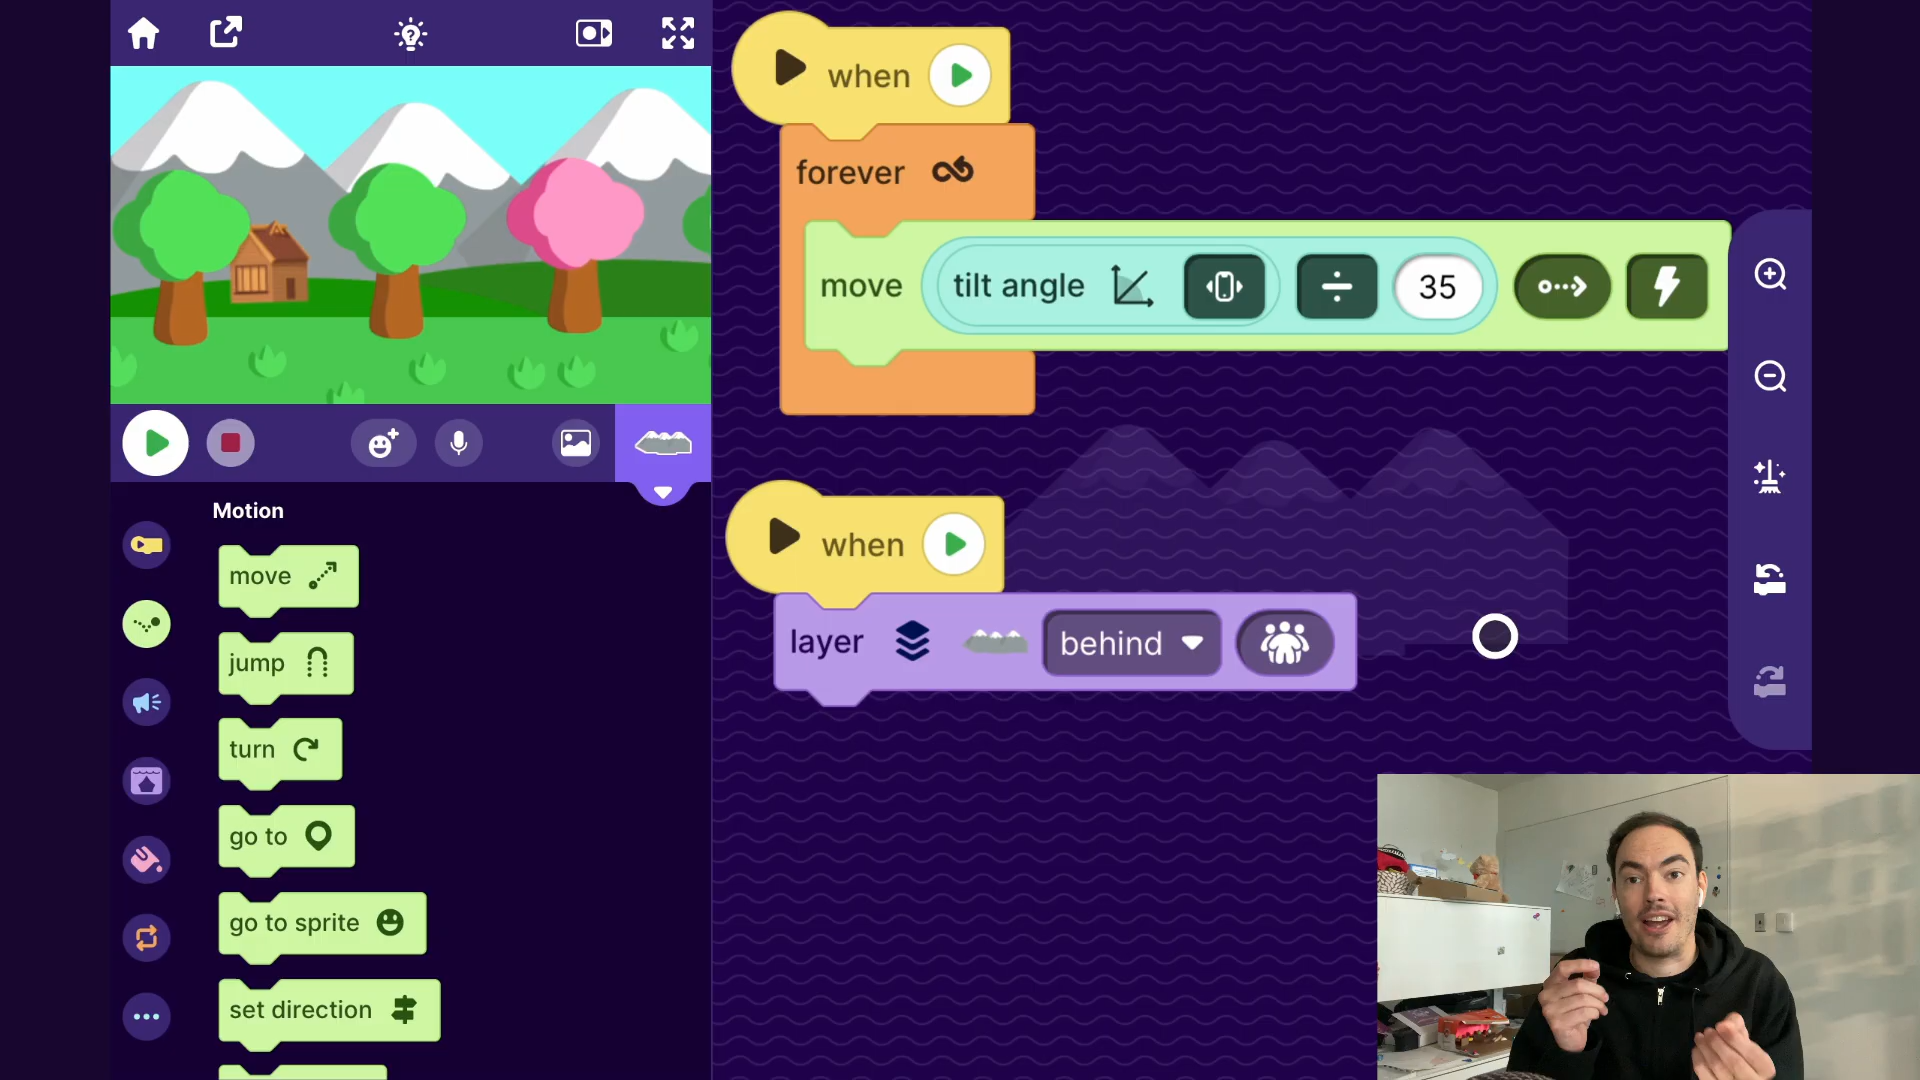 when
forever
move tilt angle 35
when
layer behind
Motion
move
jump
turn
go to
go to sprite
set direction